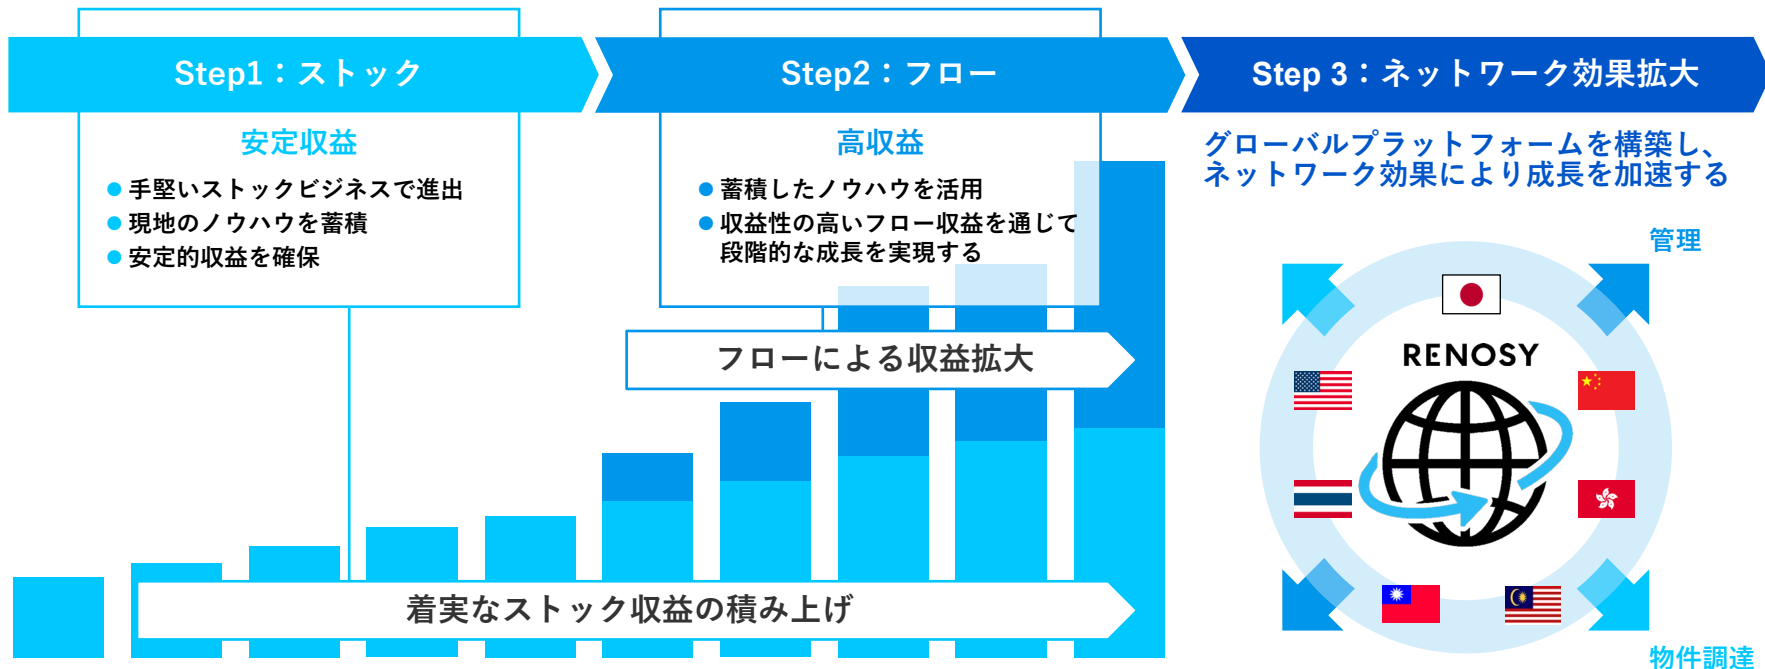 Step1：ストック
安定収益
手堅いストックビジネスで進出
現地のノウハウを蓄積
安定的収益を確保
Step2：フロー
高収益
蓄積したノウハウを活用
収益性の高いフロー収益を通じて
段階的な成長を実現する
フローによる収益拡大
着実なストック収益の積み上げ
Step 3：ネットワーク効果拡大
グローバルプラットフォームを構築し、
ネットワーク効果により成長を加速する
管理
RENOSY
物件調達